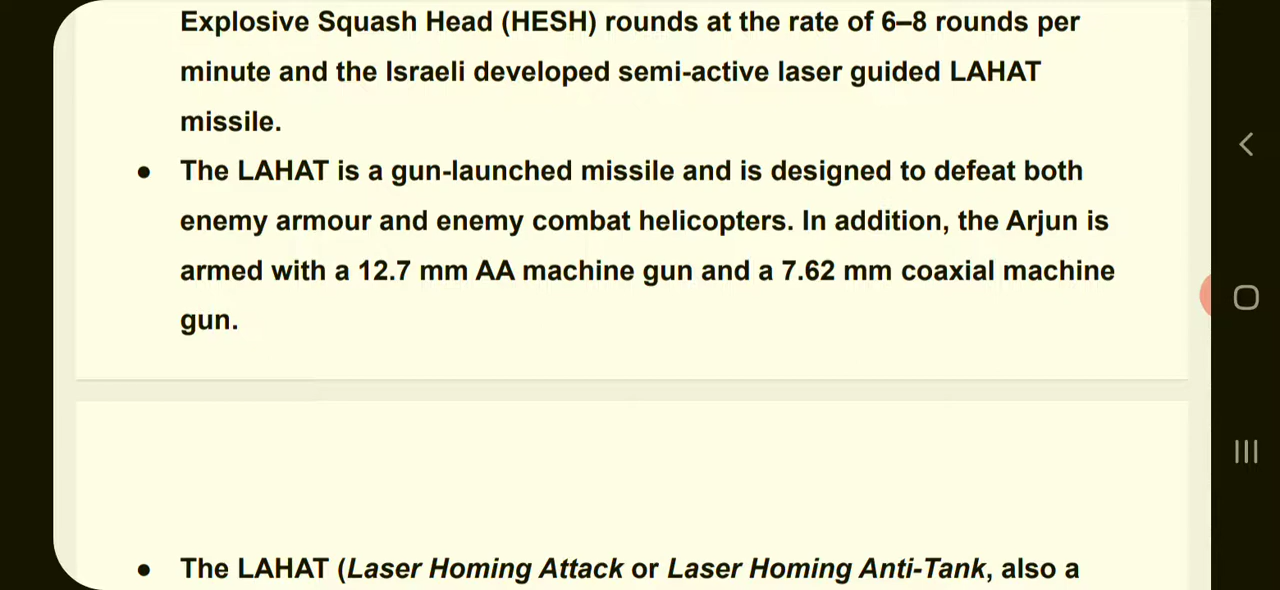 Explosive Squash Head (HESH) rounds at the rate of 6–8 rounds per
minute and the Israeli developed semi-active laser guided LAHAT
missile.
● The LAHAT is a gun-launched missile and is designed to defeat both
enemy armour and enemy combat helicopters. In addition, the Arjun is
armed with a 12.7 mm AA machine gun and a 7.62 mm coaxial machine
gun.
● The LAHAT (Laser Homing Attack or Laser Homing Anti-Tank, also a